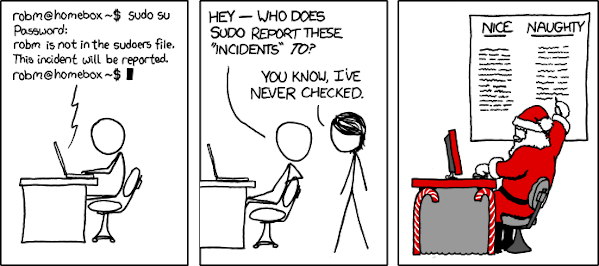 robm@homebox~$ sudo su
Password:
robm is not in the sudoers file.
This incident will be reported.
robm@homebox~$
HEY — WHO DOES
SUDO REPORT THESE
"INCIDENTS" TO?
YOU KNOW, I'VE
NEVER CHECKED.
NICE NAUGHTY